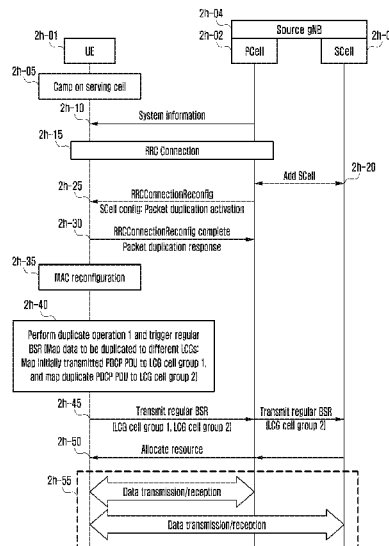 2h-04
Source gNB
2h-01
2h-02
2h-0
UE
PCell
SCell
2h-05
Camp on serving cell
2h-10
System information
2h-15
RRC Connection
2h-20
Add SCell
2h-25
RRCConnectionReconfig
SCell config: Packet duplication activation
2h-30
RRCConnectionReconfig complete
Packet duplication response
2h-35
MAC reconfiguration
2h-40
Perform duplicate operation 1 and trigger regular
BSR (Map data to be duplicated to different LCGs:
Map initially transmitted PDCP PDU to LCG cell group 1,
and map duplicate PDCP PDU to LCG cell group 2)
2h-45
Transmit regular BSR
Transmit regular BSR
(LCG cell group 1, LCG cell group 2)
(LCG cell group 2)
2h-50
Allocate resource
2h-55
Data transmission/reception
Data transmission/reception